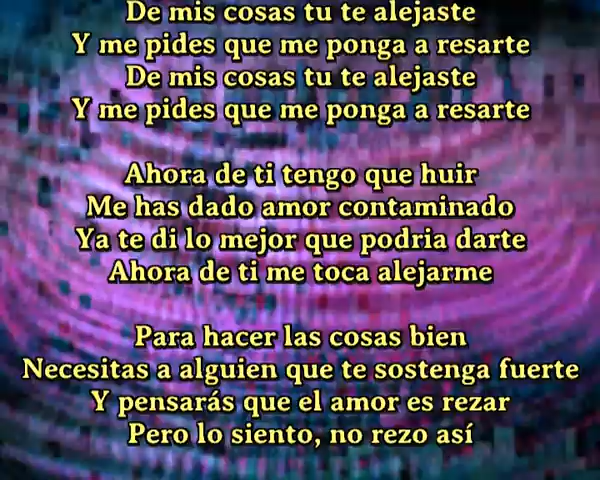 De mis cosas tu te alejaste
Y me pides que me ponga a resarte
De mis cosas tu te alejaste
Y me pides que me ponga a resarte
Ahora de ti tengo que huir
Me has dado amor contaminado
Ya te di lo mejor que podria darte
Ahora de ti me toca alejarme
Para hacer las cosas bien
Necesitas a alguien que te sostenga fuerte
Y pensarás que el amor es rezar
Pero lo siento, no rezo así